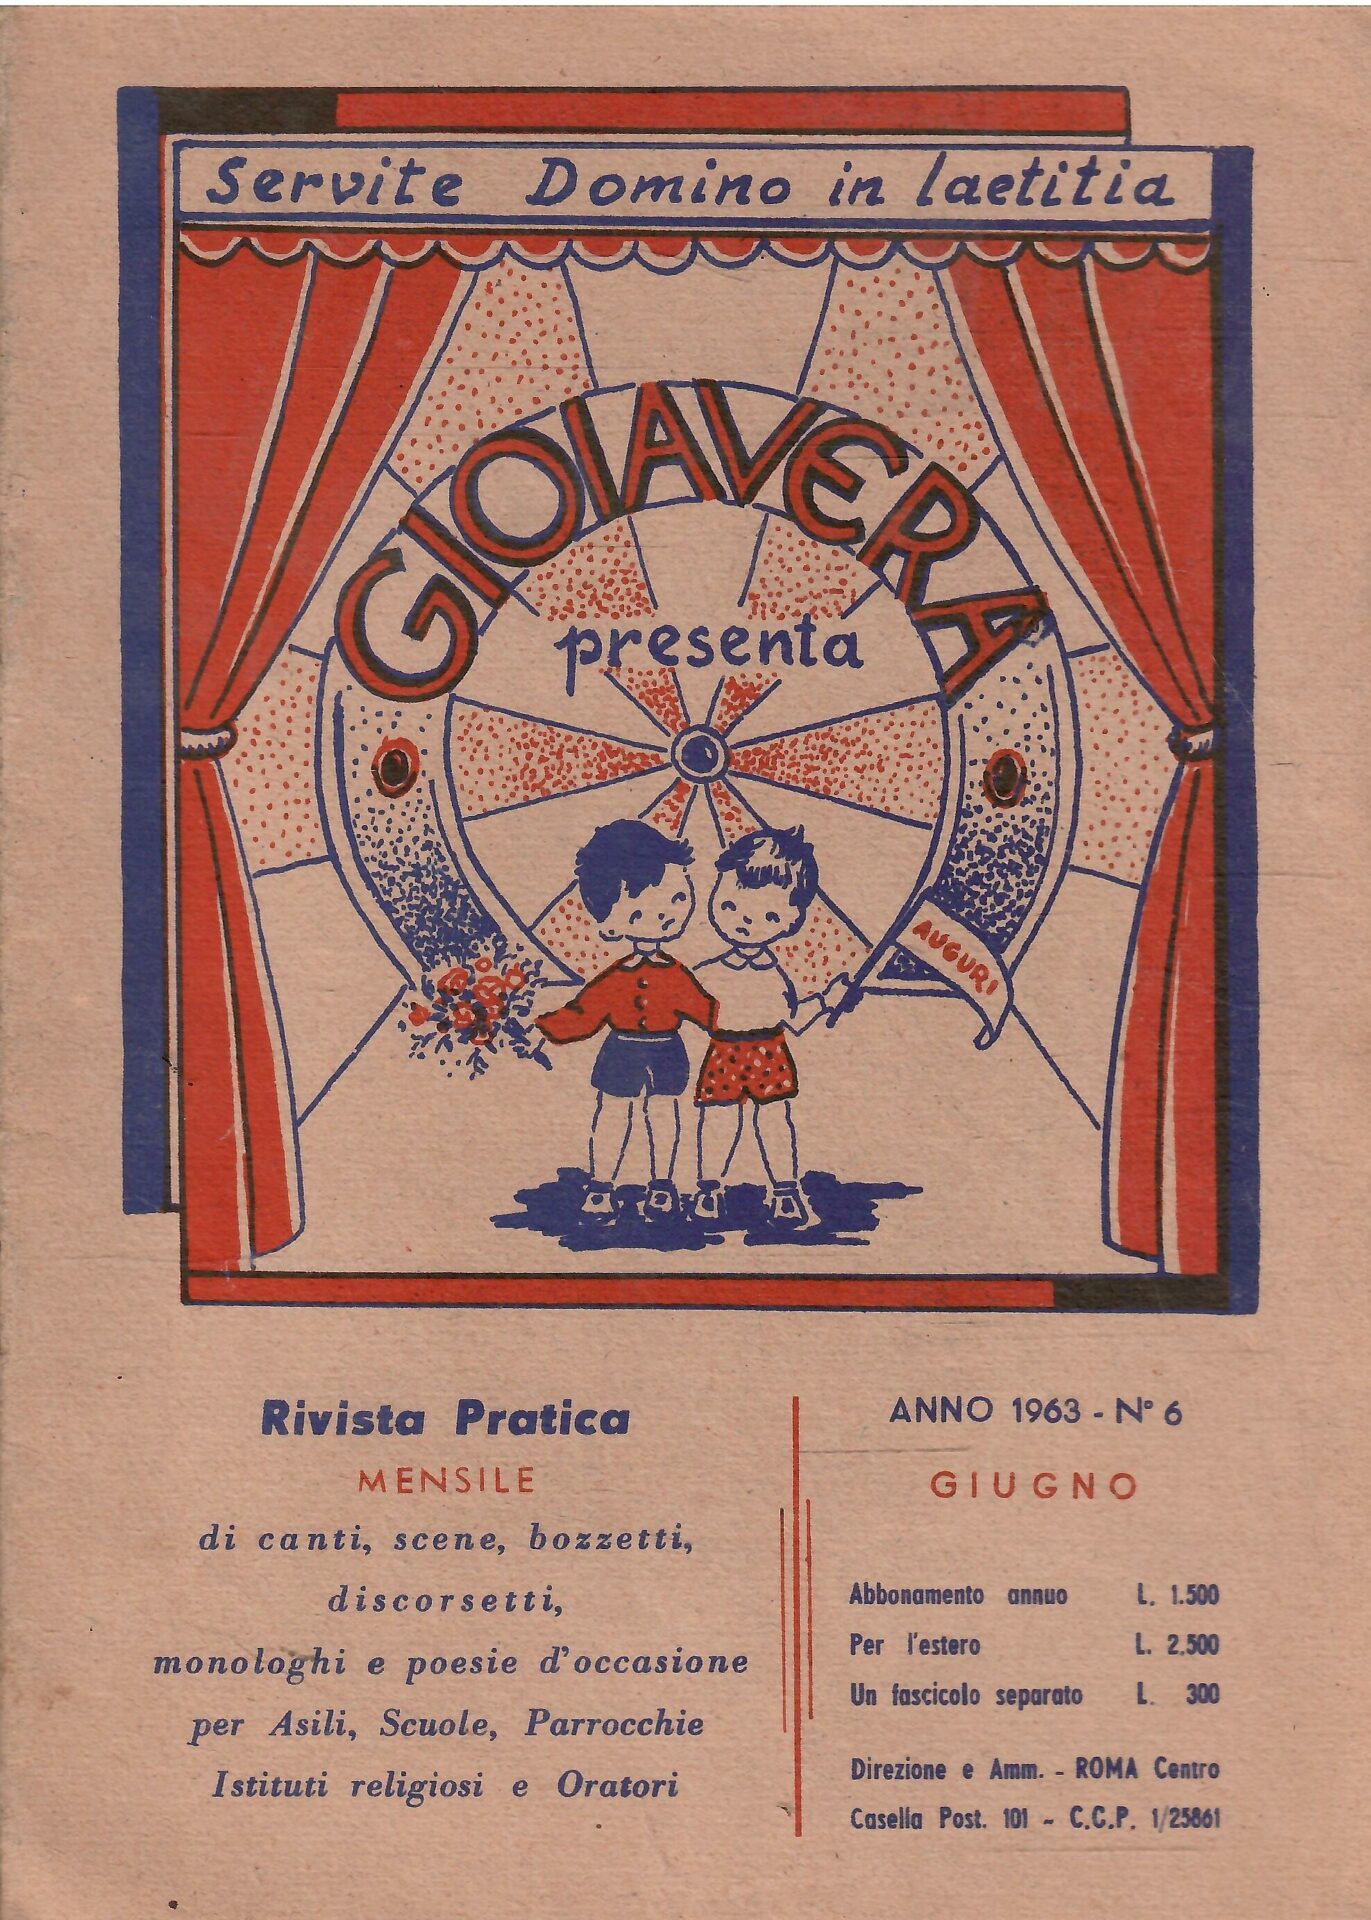 Servite Domino in laetitia
GIOIAVERA
presenta
AUGURI
Rivista Pratica
MENSILE
di canti, scene, bozzetti,
discorsetti,
monologhi e poesie d'occasione
per Asili, Scuole, Parrocchie
Istituti religiosi e Oratori
ANNO 1963 - N° 6
GIUGNO
Abbonamento annuo L. 1.500
Per l'estero L. 2.500
Un fascicolo separato L. 300
Direzione e Amm. - ROMA Centro
Casella Post. 101 - C.C.P. 1/25861